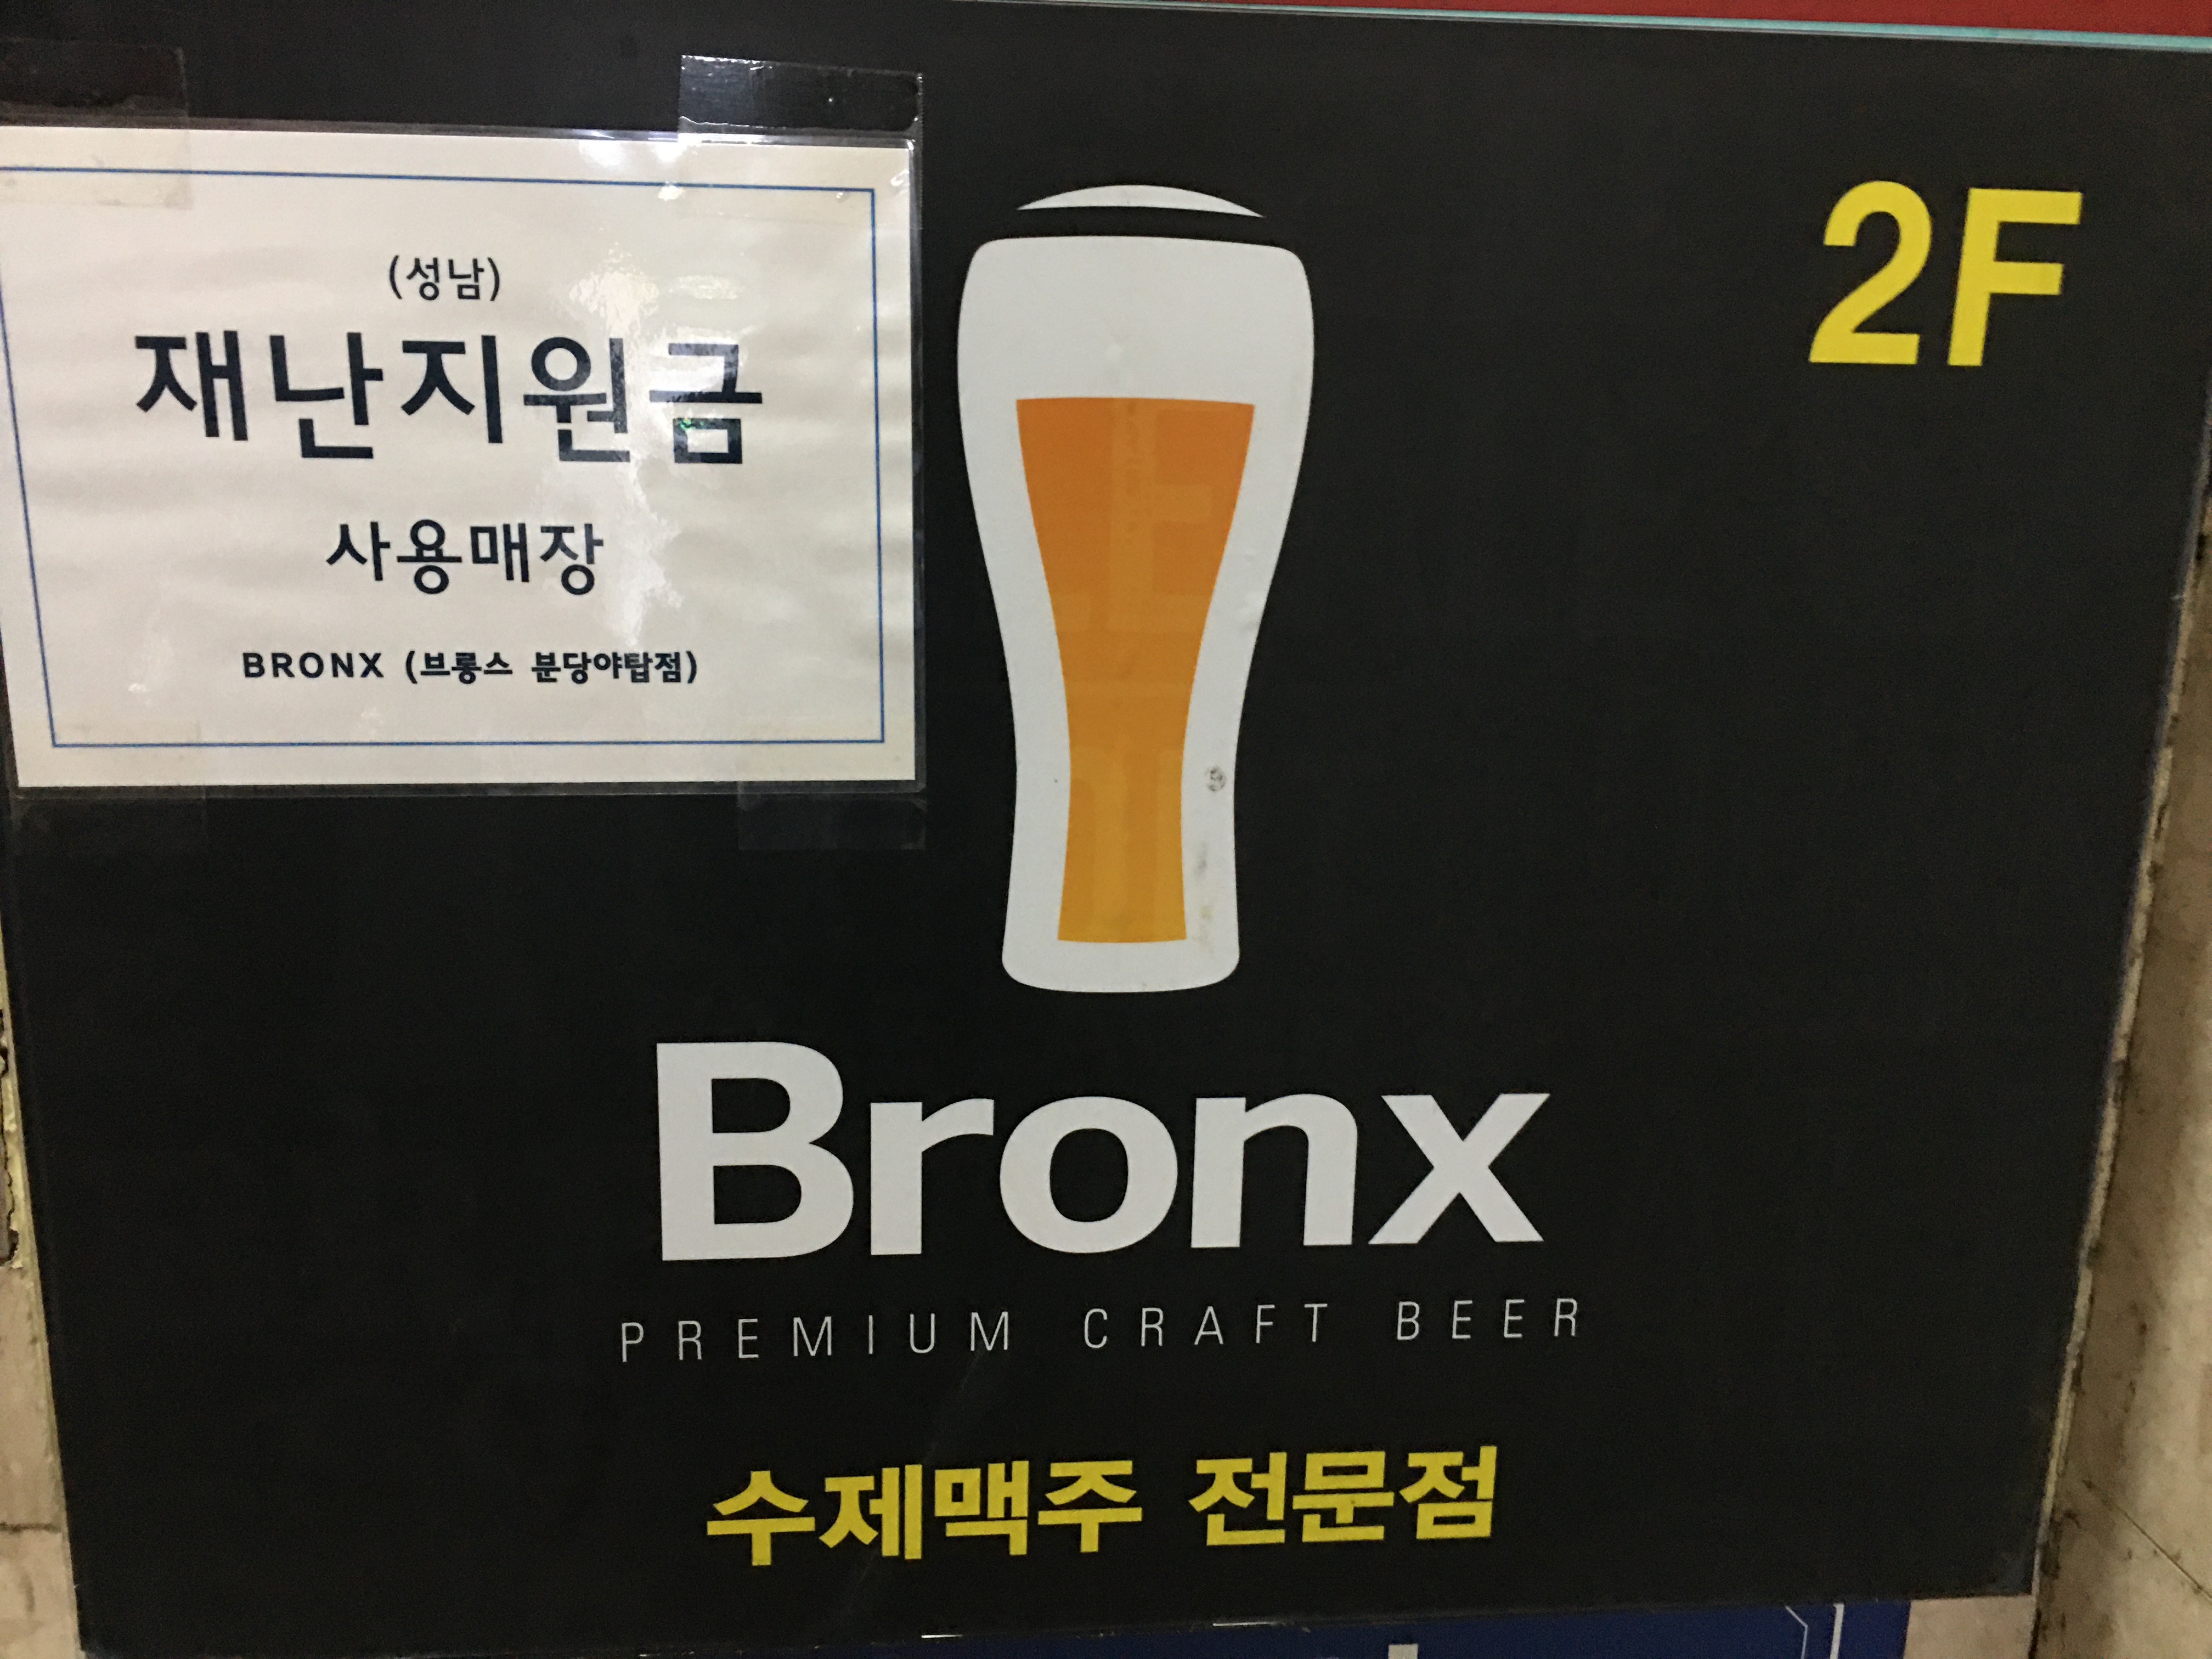 (성남)
재난지원금
사용매장
BRONX (브롱스 분당야탑점)
2F
Bronx
PREMIUM CRAFT BEER
수제맥주 전문점